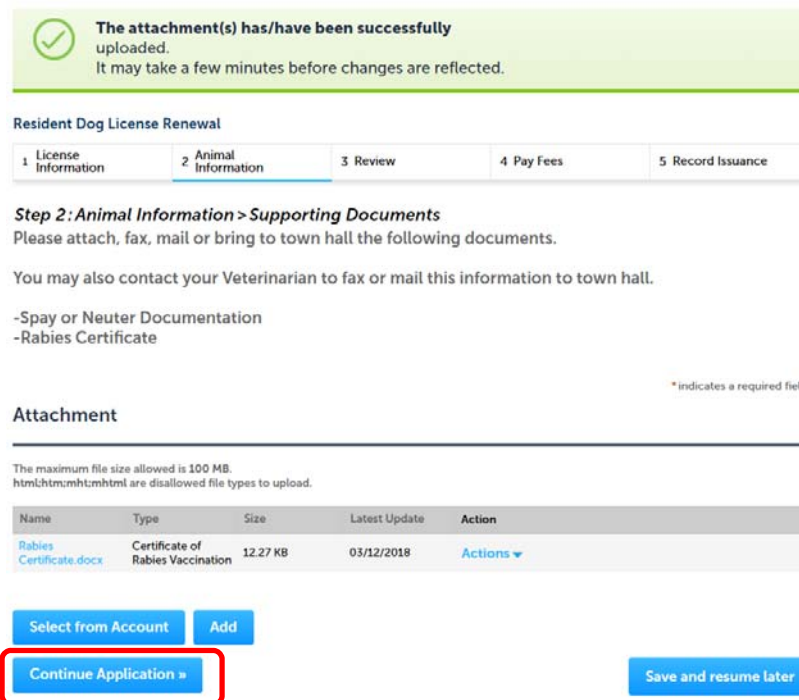 The attachment(s) has/have been successfully
uploaded.
It may take a few minutes before changes are reflected.
Resident Dog License Renewal
1 License Information 2 Animal Information 3 Review 4 Pay Fees 5 Record Issuance
Step 2: Animal Information > Supporting Documents
Please attach, fax, mail or bring to town hall the following documents.
You may also contact your Veterinarian to fax or mail this information to town hall.
-Spay or Neuter Documentation
-Rabies Certificate
*indicates a required fiel
Attachment
The maximum file size allowed is 100 MB.
html;htm;mht;mhtml are disallowed file types to upload.
Name Type Size Latest Update Action
Rabies Certificate.docx Certificate of Rabies Vaccination 12.27 KB 03/12/2018 Actions
Select from Account Add
Continue Application » Save and resume later